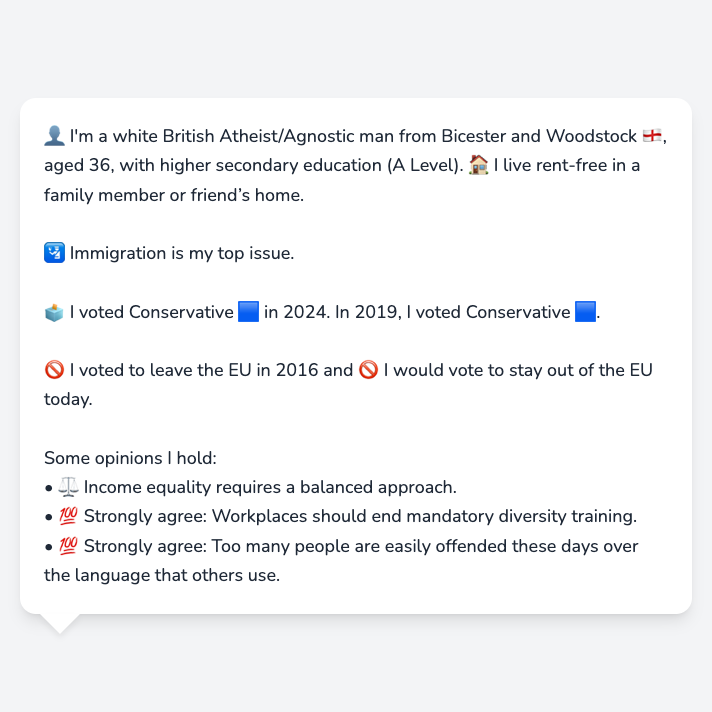 👤 I'm a white British Atheist/Agnostic man from Bicester and Woodstock 🏴󠁧󠁢󠁥󠁮󠁧󠁿,
aged 36, with higher secondary education (A Level). 🏠 I live rent-free in a
family member or friend’s home.
🛂 Immigration is my top issue.
🗳️ I voted Conservative 🟦 in 2024. In 2019, I voted Conservative 🟦.
🚫 I voted to leave the EU in 2016 and 🚫 I would vote to stay out of the EU
today.
Some opinions I hold:
• ⚖️ Income equality requires a balanced approach.
• 💯 Strongly agree: Workplaces should end mandatory diversity training.
• 💯 Strongly agree: Too many people are easily offended these days over
the language that others use.